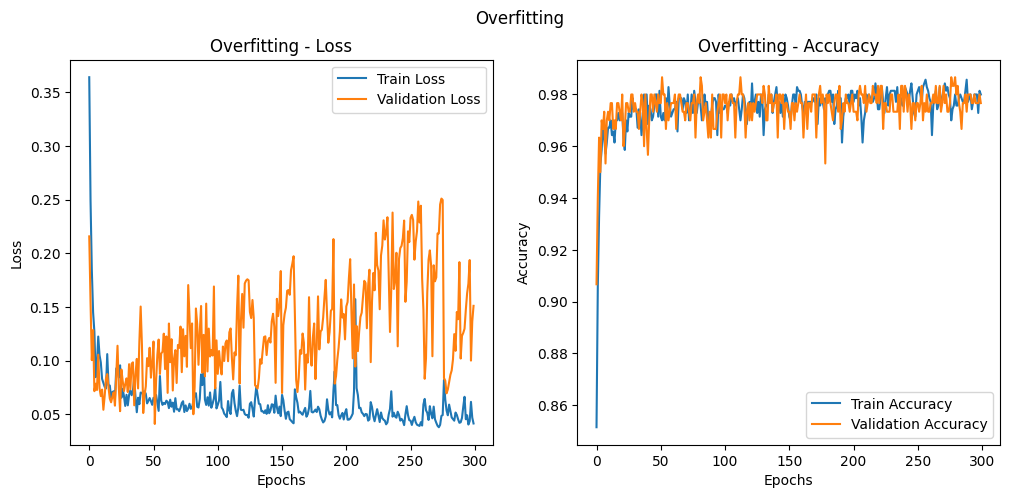 Overfitting
Overfitting - Loss
Train Loss
Validation Loss
0.35
0.30
0.25
0.20
0.15
0.10
0.05
Loss
0 50 100 150 200 250 300
Epochs
Overfitting - Accuracy
0.98
0.96
0.94
0.92
0.90
0.88
0.86
Accuracy
Train Accuracy
Validation Accuracy
0 50 100 150 200 250 300
Epochs